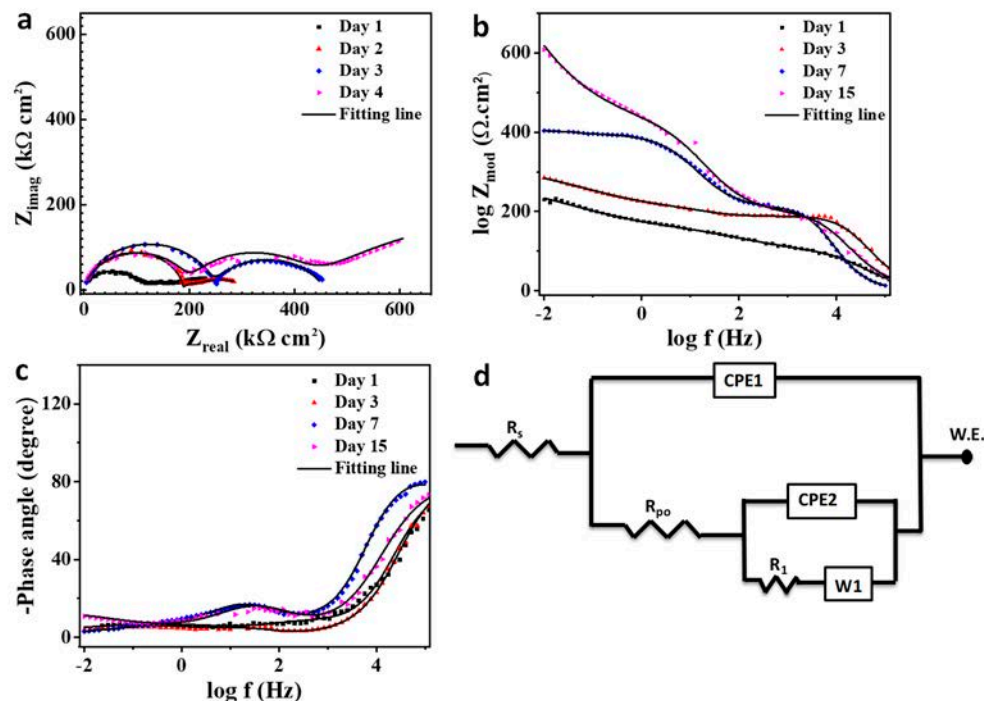 a
600
400
200
0
Z_imag (kΩ cm²)
Day 1
Day 2
Day 3
Day 4
Fitting line
0
200
400
600
Z_real (kΩ cm²)
b
600
400
200
0
log Z_mod (Ω.cm²)
Day 1
Day 3
Day 7
Day 15
Fitting line
-2
0
2
4
log f (Hz)
c
120
80
40
0
-Phase angle (degree)
Day 1
Day 3
Day 7
Day 15
Fitting line
-2
0
2
4
log f (Hz)
d
CPE1
R_s
W.E.
CPE2
R_po
R_1
W1